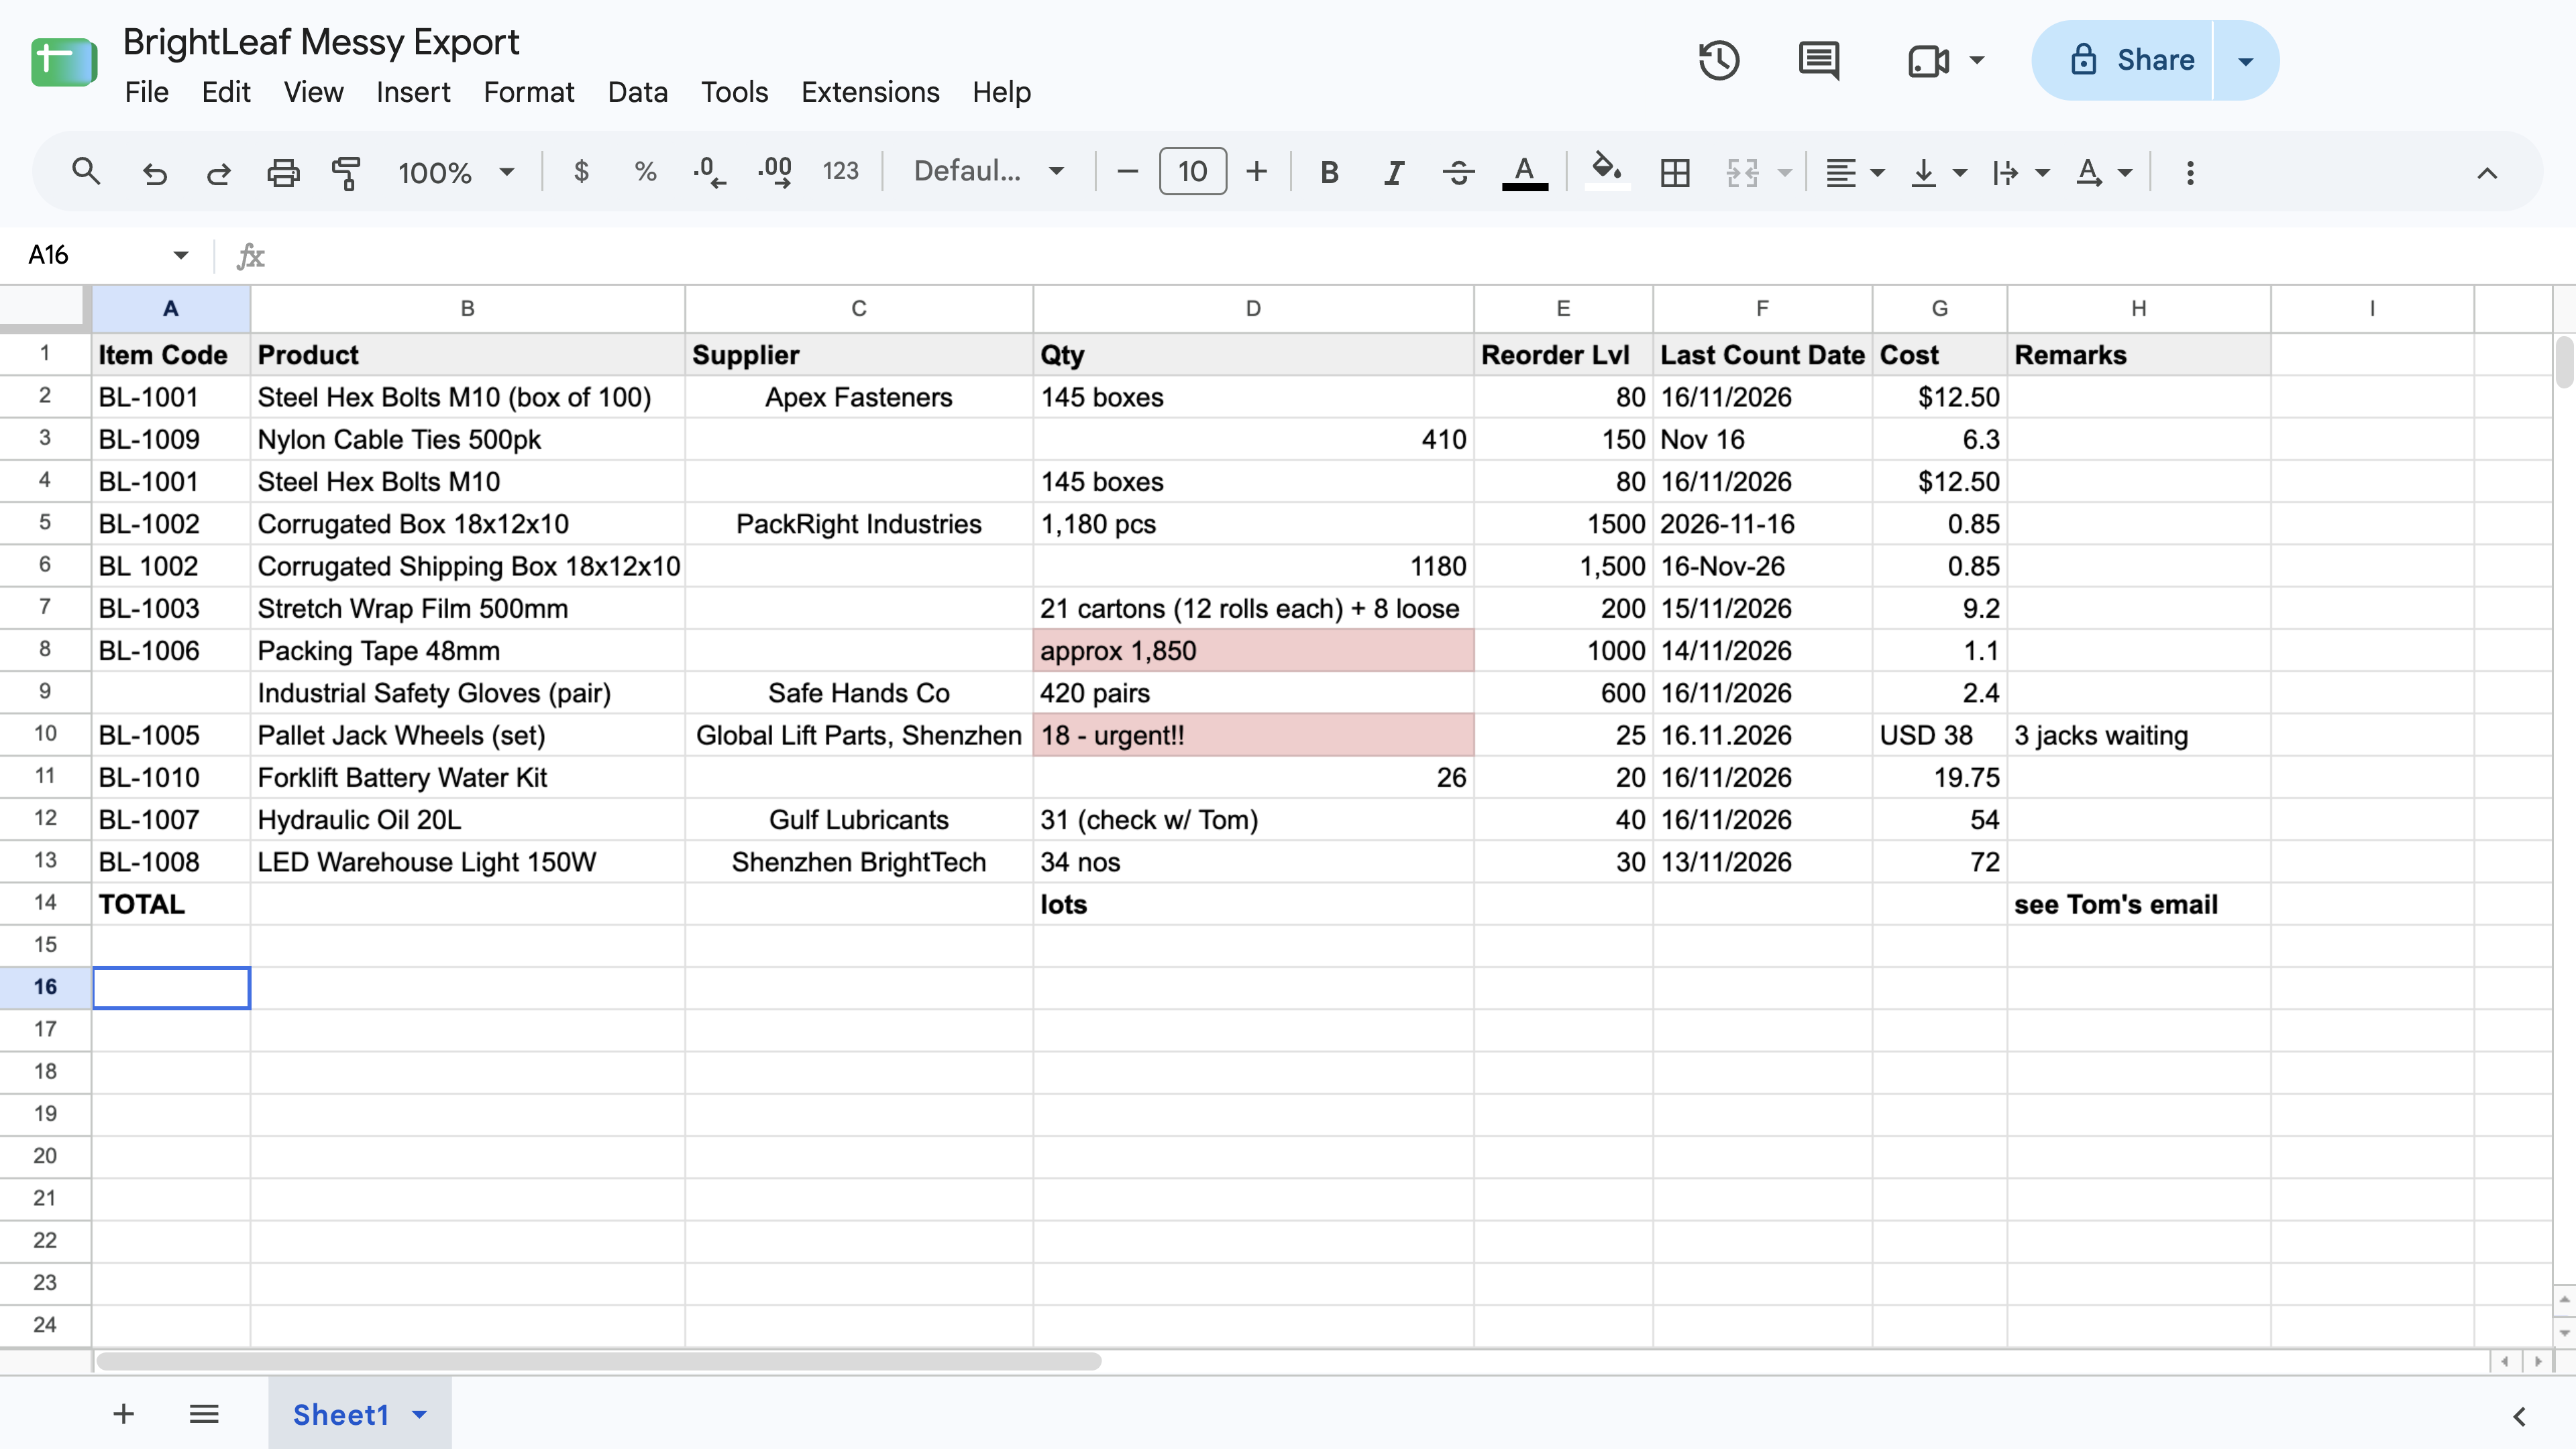 BrightLeaf Messy Export
File Edit View Insert Format Data Tools Extensions Help
Share
100% $ % .0 .00 123 Defaul... 10 B I A A
A16 fx
A B C D E F G H I
1 Item Code Product Supplier Qty Reorder Lvl Last Count Date Cost Remarks
2 BL-1001 Steel Hex Bolts M10 (box of 100) Apex Fasteners 145 boxes 80 16/11/2026 $12.50
3 BL-1009 Nylon Cable Ties 500pk 410 150 Nov 16 6.3
4 BL-1001 Steel Hex Bolts M10 145 boxes 80 16/11/2026 $12.50
5 BL-1002 Corrugated Box 18x12x10 PackRight Industries 1,180 pcs 1500 2026-11-16 0.85
6 BL 1002 Corrugated Shipping Box 18x12x10 1180 1,500 16-Nov-26 0.85
7 BL-1003 Stretch Wrap Film 500mm 21 cartons (12 rolls each) + 8 loose 200 15/11/2026 9.2
8 BL-1006 Packing Tape 48mm approx 1,850 1000 14/11/2026 1.1
9 Industrial Safety Gloves (pair) Safe Hands Co 420 pairs 600 16/11/2026 2.4
10 BL-1005 Pallet Jack Wheels (set) Global Lift Parts, Shenzhen 18 - urgent!! 25 16.11.2026 USD 38 3 jacks waiting
11 BL-1010 Forklift Battery Water Kit 26 20 16/11/2026 19.75
12 BL-1007 Hydraulic Oil 20L Gulf Lubricants 31 (check w/ Tom) 40 16/11/2026 54
13 BL-1008 LED Warehouse Light 150W Shenzhen BrightTech 34 nos 30 13/11/2026 72
14 TOTAL lots see Tom's email
15
16
17
18
19
20
21
22
23
24
Sheet1